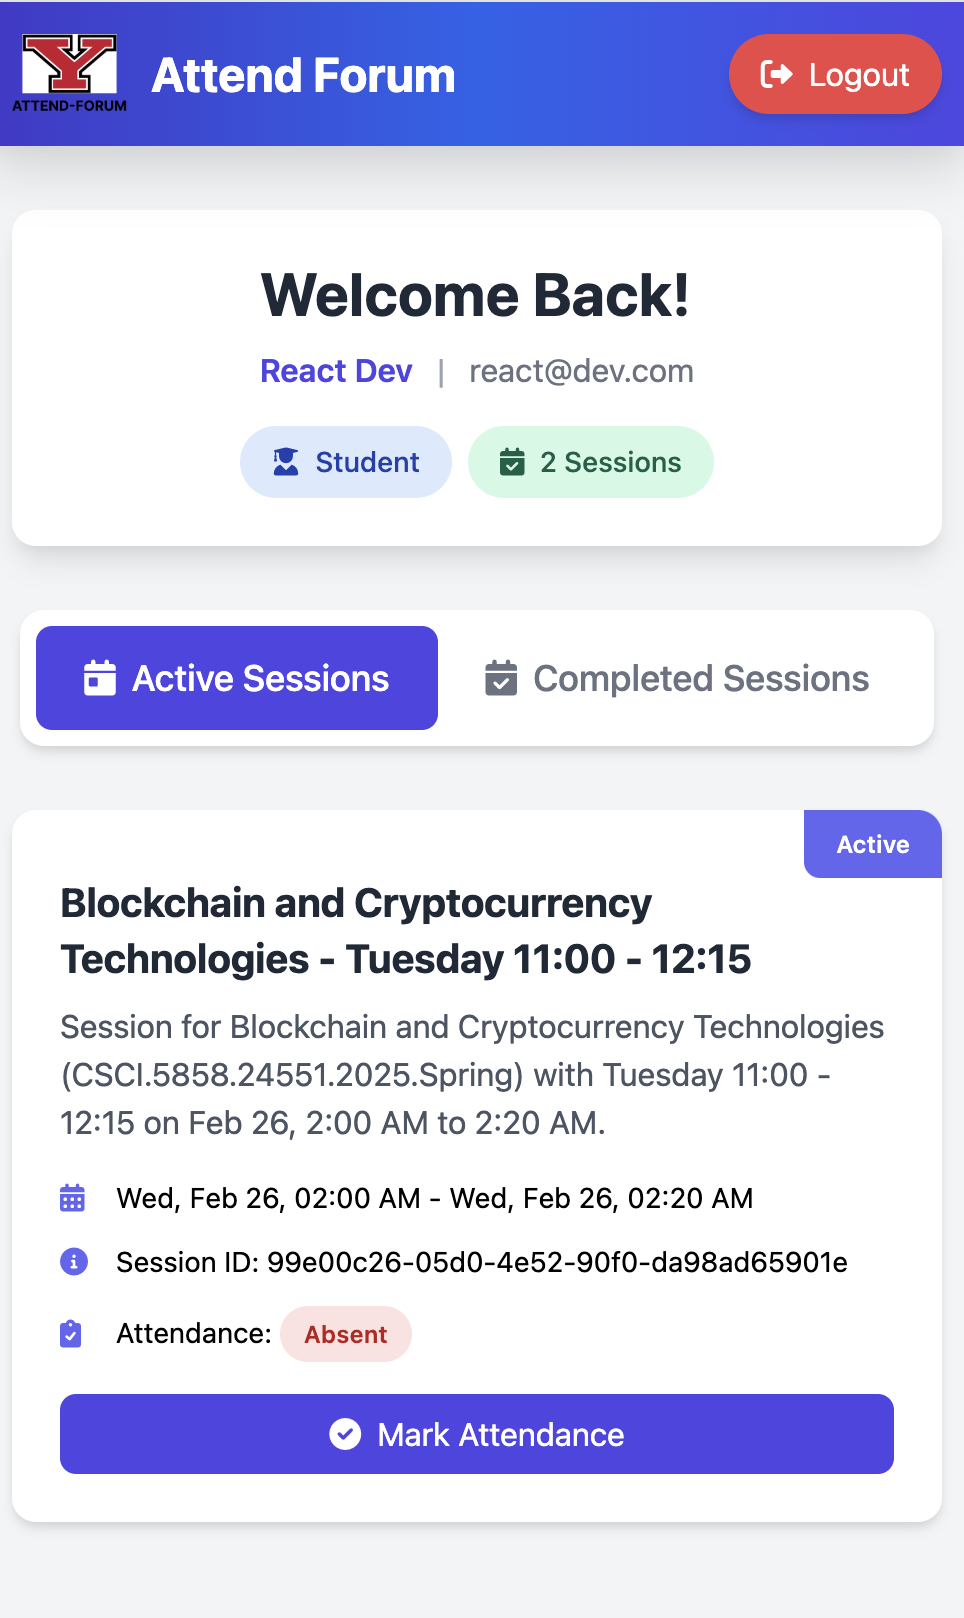 Y
ATTEND-FORUM
Attend Forum
Logout
Welcome Back!
React Dev | react@dev.com
Student
2 Sessions
Active Sessions
Completed Sessions
Active
Blockchain and Cryptocurrency
Technologies - Tuesday 11:00 - 12:15
Session for Blockchain and Cryptocurrency Technologies
(CSCI.5858.24551.2025.Spring) with Tuesday 11:00 -
12:15 on Feb 26, 2:00 AM to 2:20 AM.
Wed, Feb 26, 02:00 AM - Wed, Feb 26, 02:20 AM
Session ID: 99e00c26-05d0-4e52-90f0-da98ad65901e
Attendance: Absent
Mark Attendance